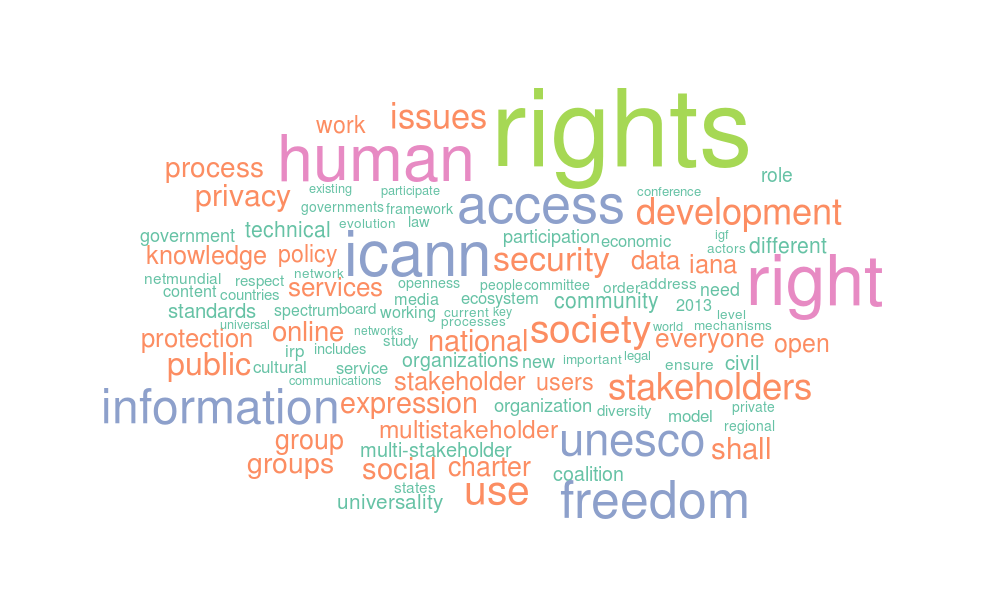 rights
issues
work
human
process
role
privacy
existing
participate
conference
access
development
governments
framework
evolution
law
technical
government
icann
participation
economic
igf
actors
different
knowledge
policy
security
data
iana
right
netmundial
respect
network
services
openness
people
committee
order
address
need
content
countries
media
ecosystem
community
2013
standards
spectrum
board
working
current
key
processes
level
universal
online
networks
study
national
society
world
mechanisms
everyone
open
protection
irp
includes
public
cultural
service
organizations
new
important
legal
ensure
civil
communications
stakeholder
users
stakeholders
information
expression
organization
diversity
model
private
regional
multistakeholder
unesco
shall
group
multi-stakeholder
groups
social
charter
coalition
states
use
freedom
universality